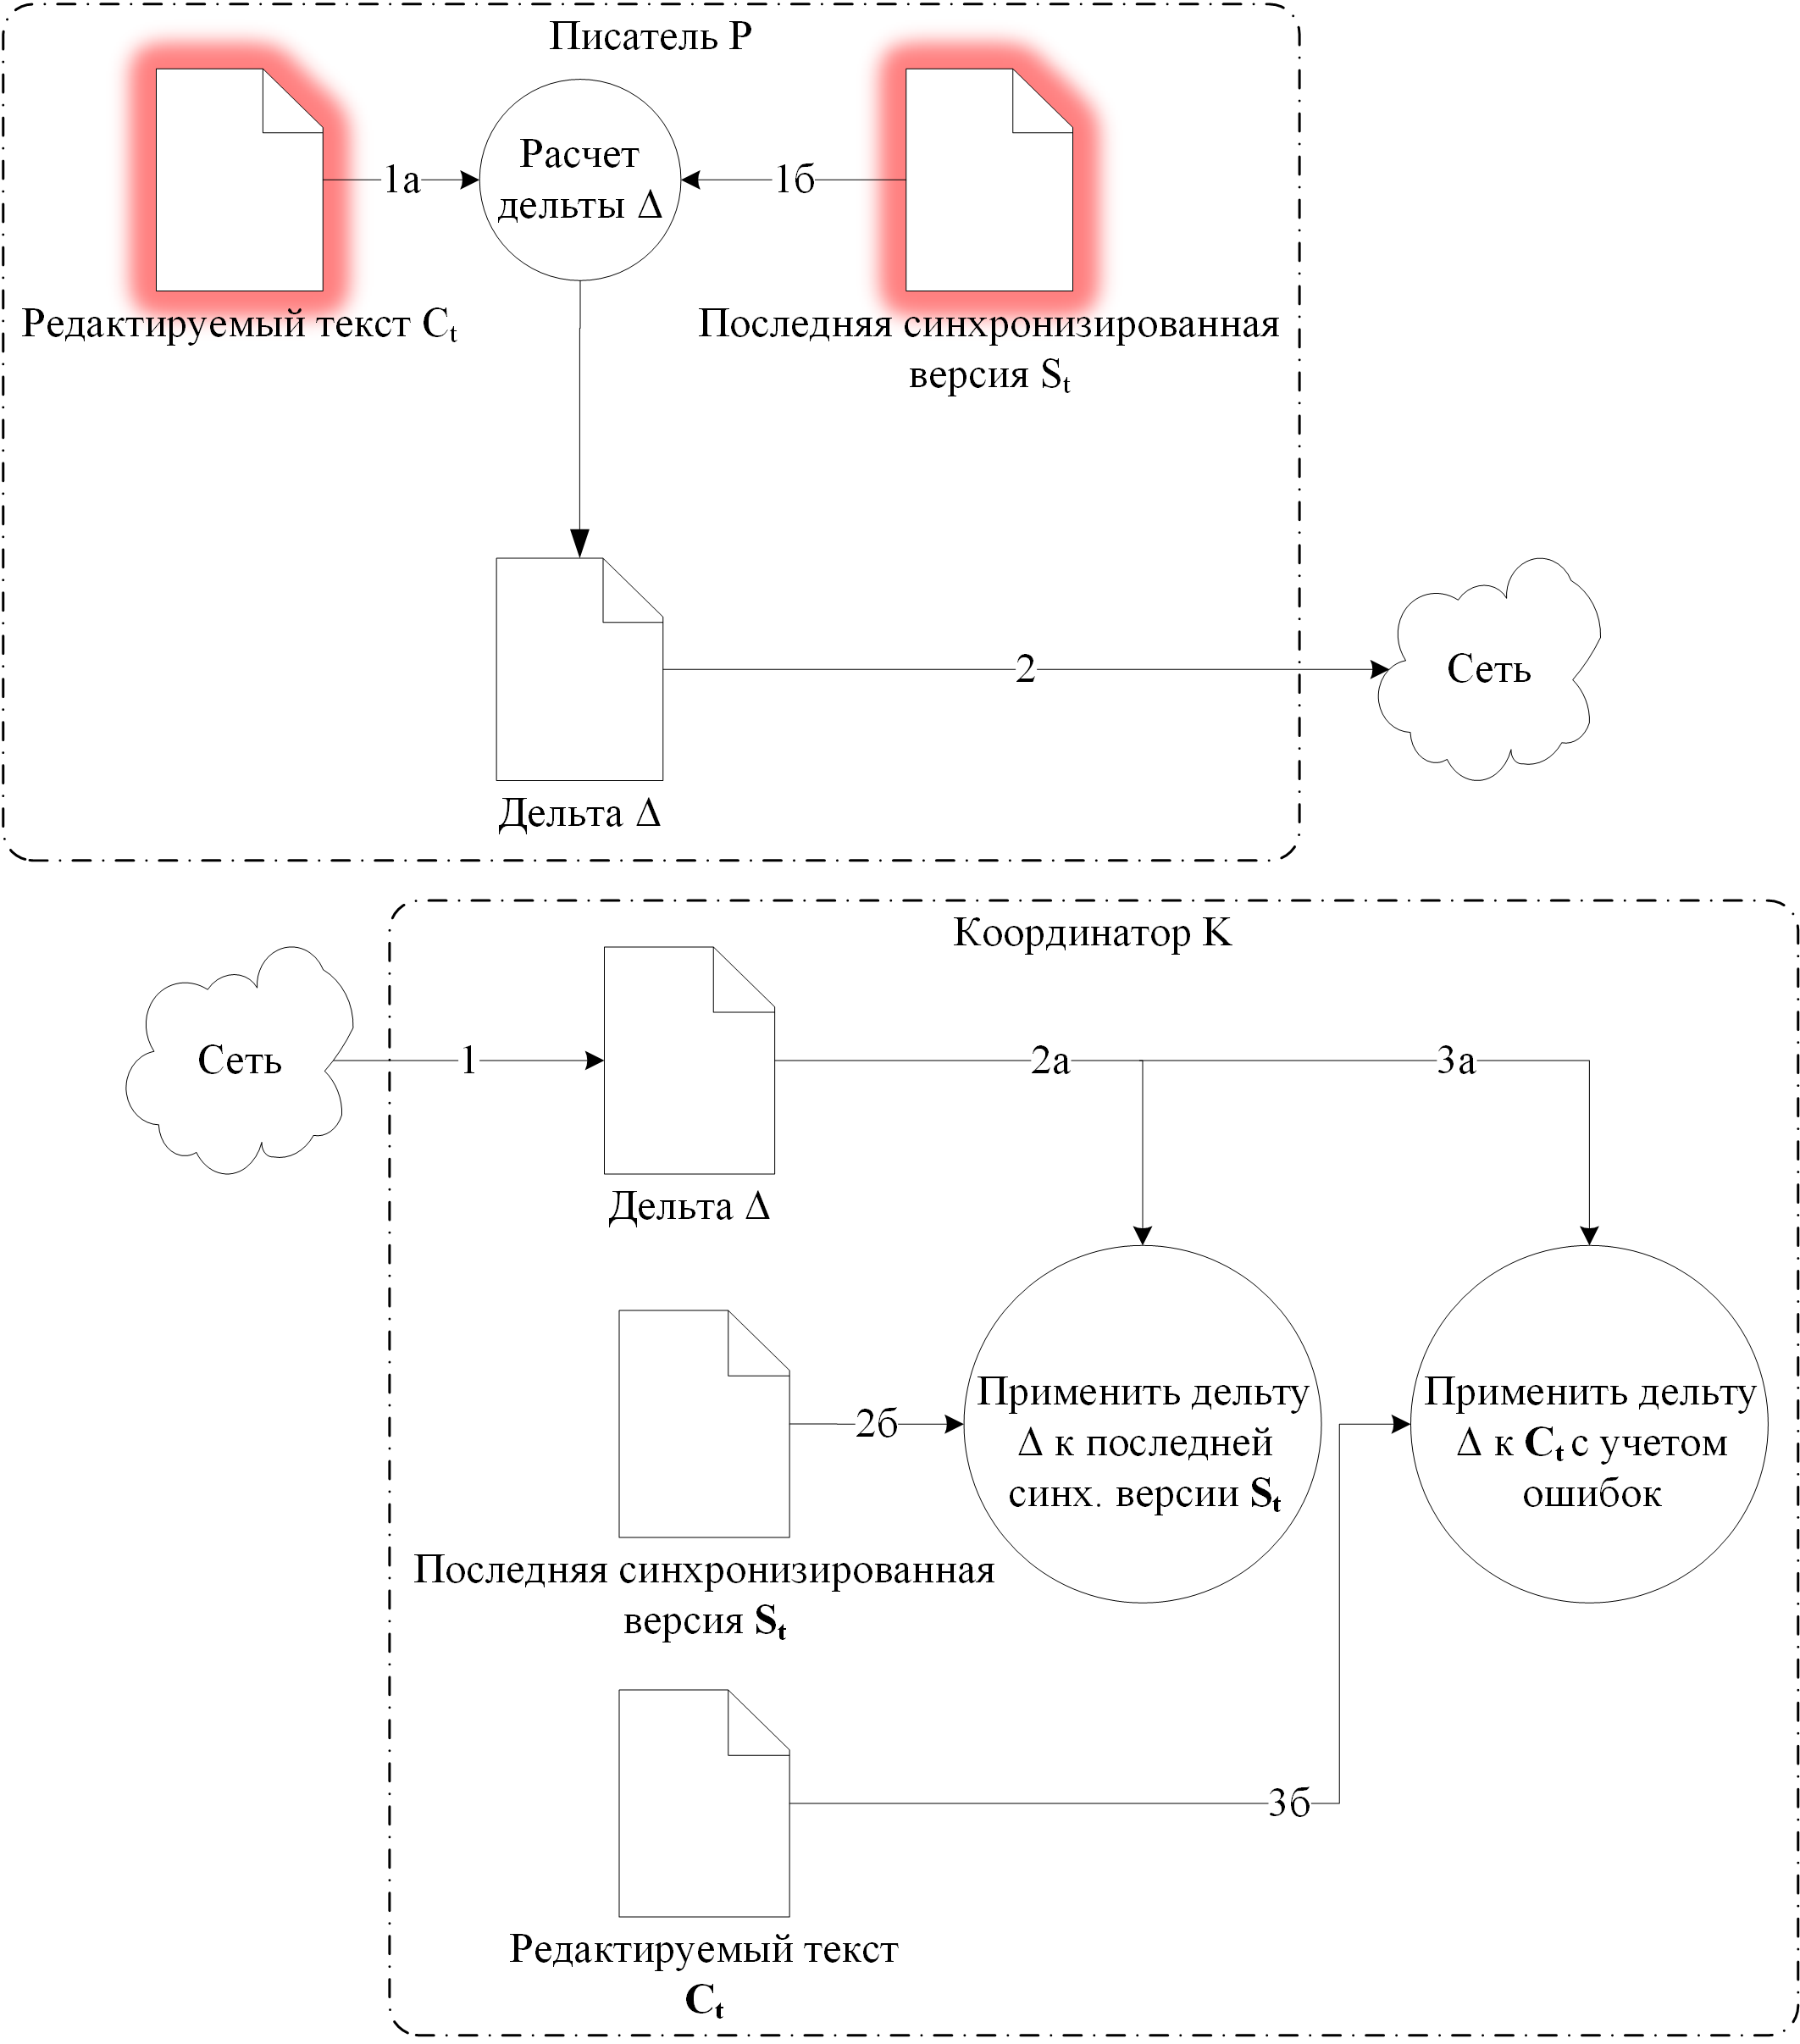 Писатель P
Расчет
дельты Δ
1а
1б
Редактируемый текст Ct
Последняя синхронизированная
версия St
2
Сеть
Дельта Δ
Координатор K
Сеть
1
2а
3а
Дельта Δ
Применить дельту
Δ к последней
синх. версии St
Применить дельту
Δ к Ct с учетом
ошибок
2б
Последняя синхронизированная
версия St
3б
Редактируемый текст
Ct